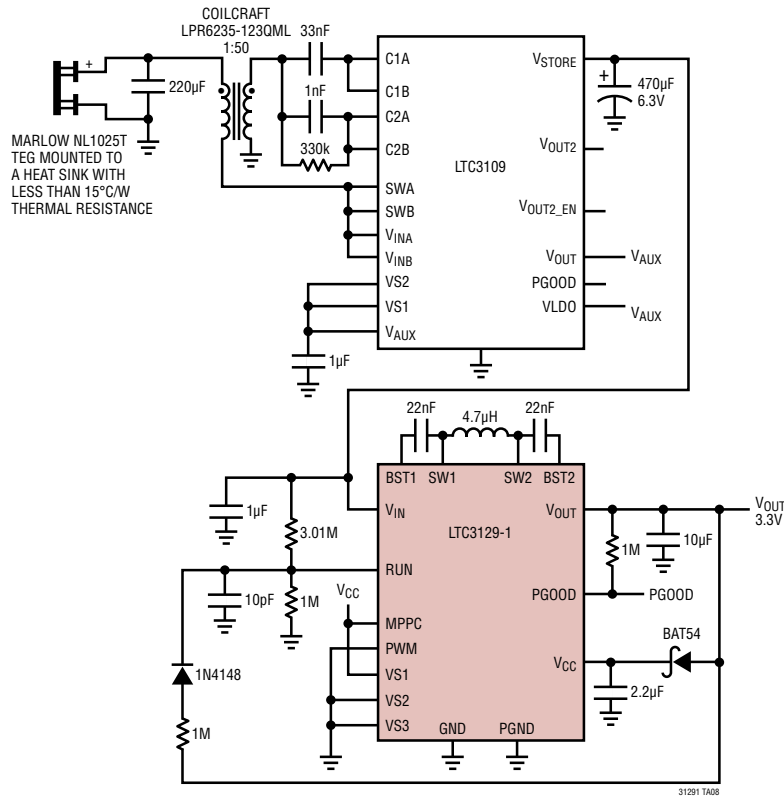 COILCRAFT
LPR6235-123QML
1:50
33nF
+
220µF
1nF
330k
MARLOW NL1025T
TEG MOUNTED TO
A HEAT SINK WITH
LESS THAN 15°C/W
THERMAL RESISTANCE
C1A
C1B
C2A
C2B
SWA
SWB
VINA
VINB
VS2
VS1
VAUX
1µF
LTC3109
VSTORE
VOUT2
VOUT2_EN
VOUT
PGOOD
VLDO
VAUX
VAUX
+
470µF
6.3V
22nF
4.7µH
22nF
BST1
SW1
SW2
BST2
VIN
LTC3129-1
VOUT
VOUT
3.3V
1µF
3.01M
RUN
10pF
1M
VCC
MPPC
PWM
VS1
VS2
VS3
GND
PGND
1M
10µF
PGOOD
PGOOD
BAT54
VCC
2.2µF
1N4148
1M
31291 TA08